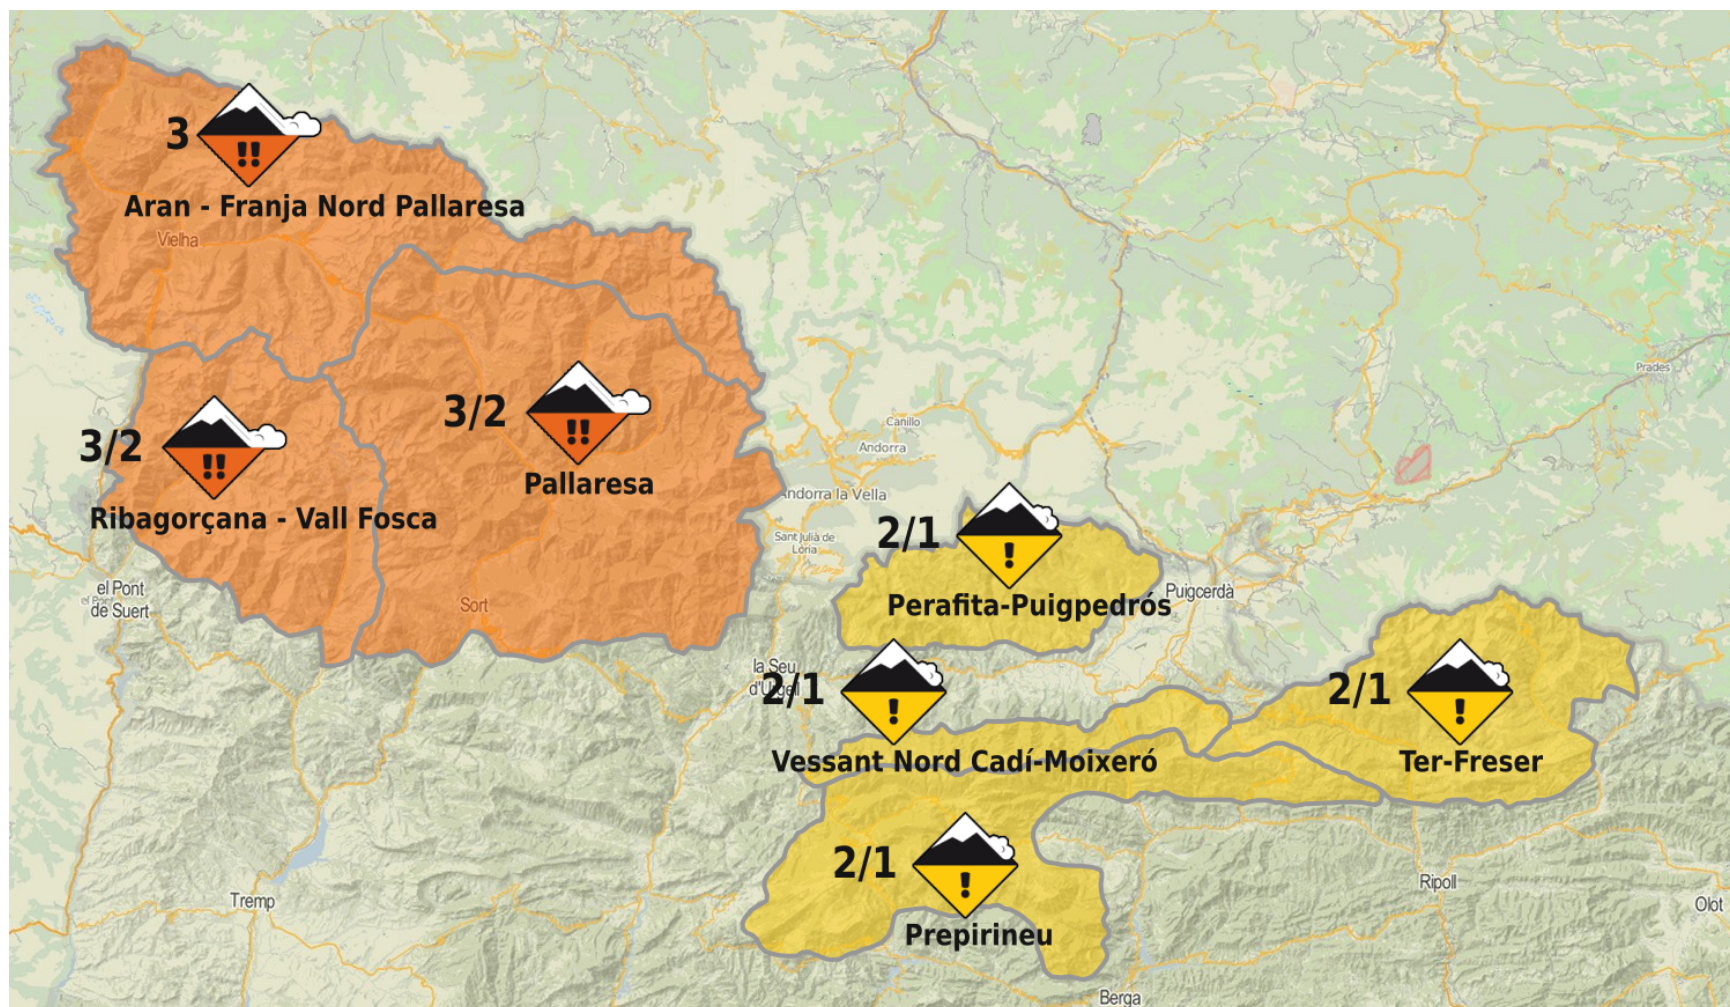 3
!!
Aran - Franja Nord Pallaresa
Vielha
3/2
!!
Pallaresa
3/2
!!
Ribagorçana - Vall Fosca
Prades
Canillo
Andorra
Andorra la Vella
Sant Julià de
Lòria
2/1
!
Perafita-Puigpedrós
Puigcerdà
el Pont
de Suert
Sort
la Seu
d'Urgell
2/1
!
Vessant Nord Cadí-Moixeró
2/1
!
Ter-Freser
2/1
!
Prepirineu
Tremp
Ripoll
Olot
Berga